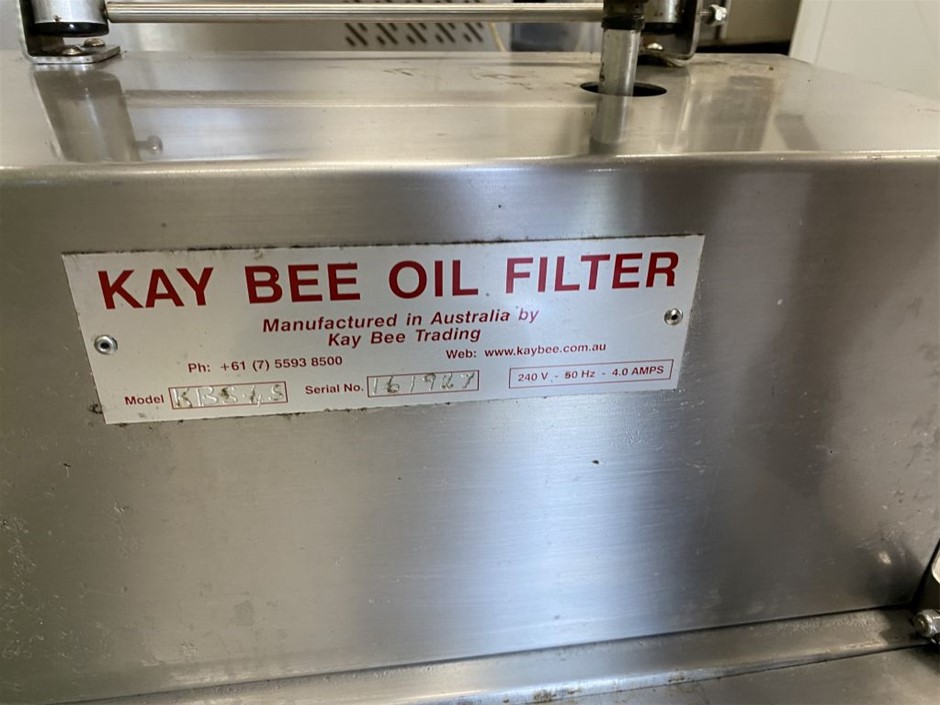 KAY BEE OIL FILTER
Manufactured in Australia by
Kay Bee Trading
Ph: +61 (7) 5593 8500
Web: www.kaybee.com.au
Model
Serial No.
240 V - 50 Hz - 4.0 AMPS